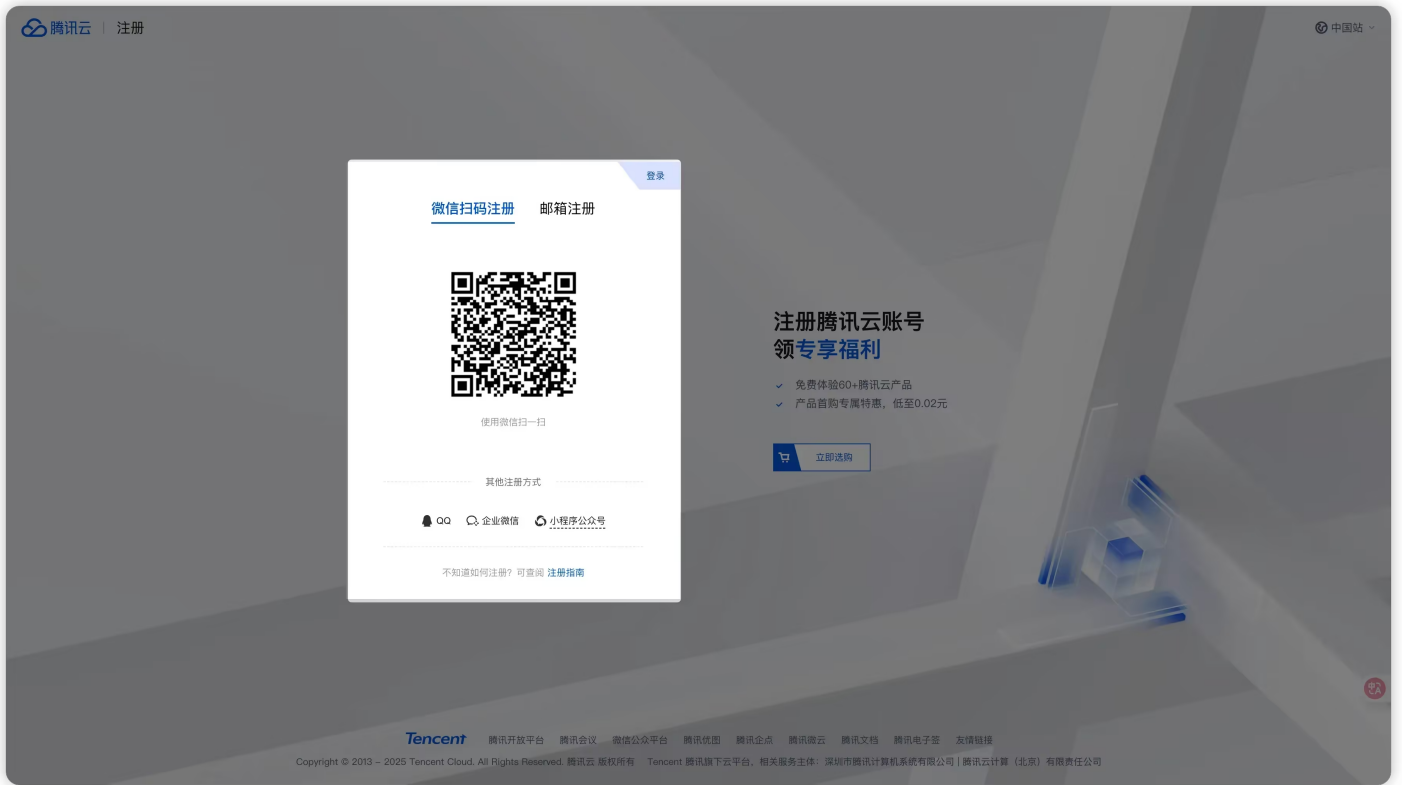 腾讯云 | 注册
中国站
登录
微信扫码注册 邮箱注册
使用微信扫一扫
其他注册方式
QQ 企业微信 小程序公众号
不知道如何注册？可查阅 注册指南
注册腾讯云账号
领专享福利
免费体验60+腾讯云产品
产品首购专属特惠，低至0.02元
立即选购
Tencent 腾讯开放平台 腾讯会议 微信公众平台 腾讯优图 腾讯企点 腾讯微云 腾讯文档 腾讯电子签 友情链接
Copyright © 2013 - 2025 Tencent Cloud. All Rights Reserved. 腾讯云 版权所有 Tencent 腾讯旗下云平台，相关服务主体：深圳市腾讯计算机系统有限公司 | 腾讯云计算（北京）有限责任公司